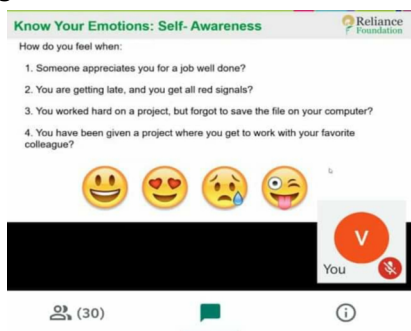 Know Your Emotions: Self- Awareness
Reliance
Foundation
How do you feel when:
1. Someone appreciates you for a job well done?
2. You are getting late, and you get all red signals?
3. You worked hard on a project, but forgot to save the file on your computer?
4. You have been given a project where you get to work with your favorite
colleague?
V
You
(30)